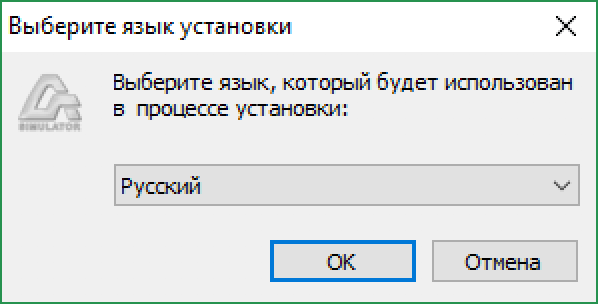 Выберите язык установки
Выберите язык, который будет использован
в процессе установки:
SIMULATOR
Русский
OK
Отмена